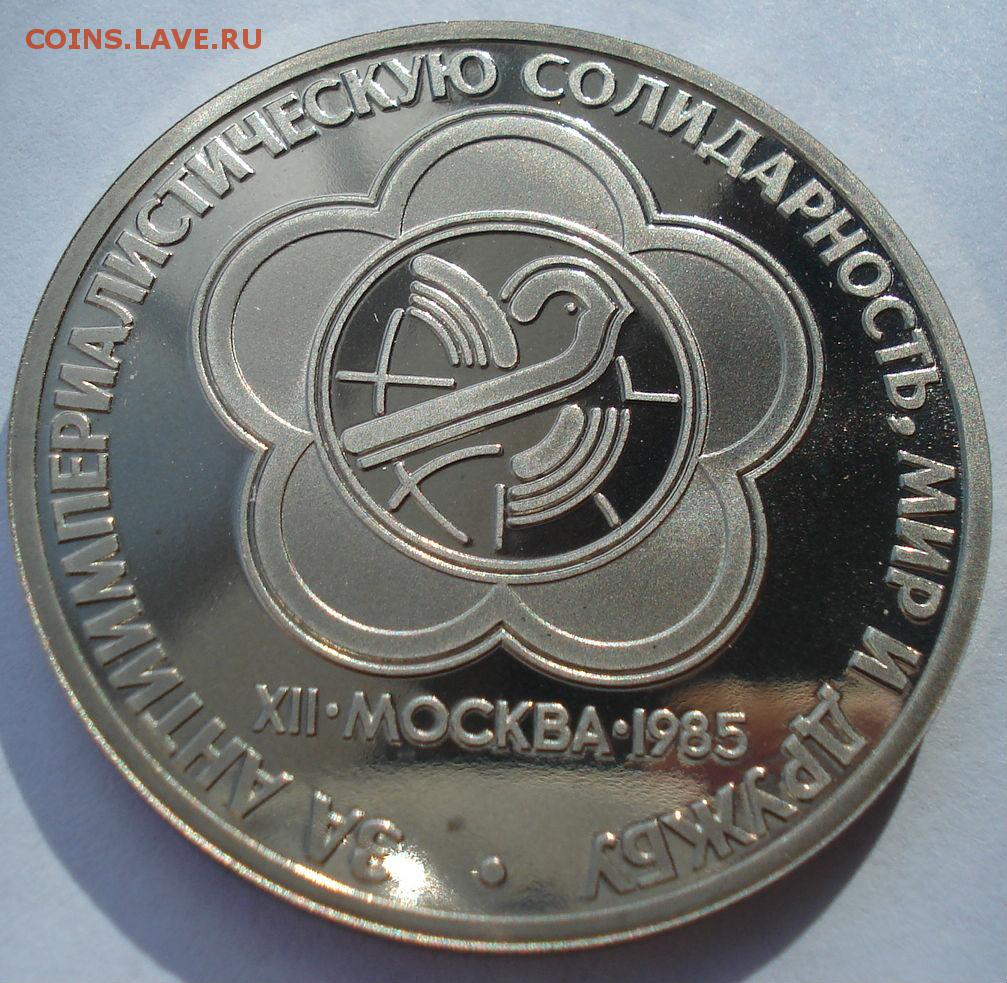 COINS.LAVE.RU
ЗА АНТИИМПЕРИАЛИСТИЧЕСКУЮ СОЛИДАРНОСТЬ, МИР И ДРУЖБУ •
XII•МОСКВА•1985